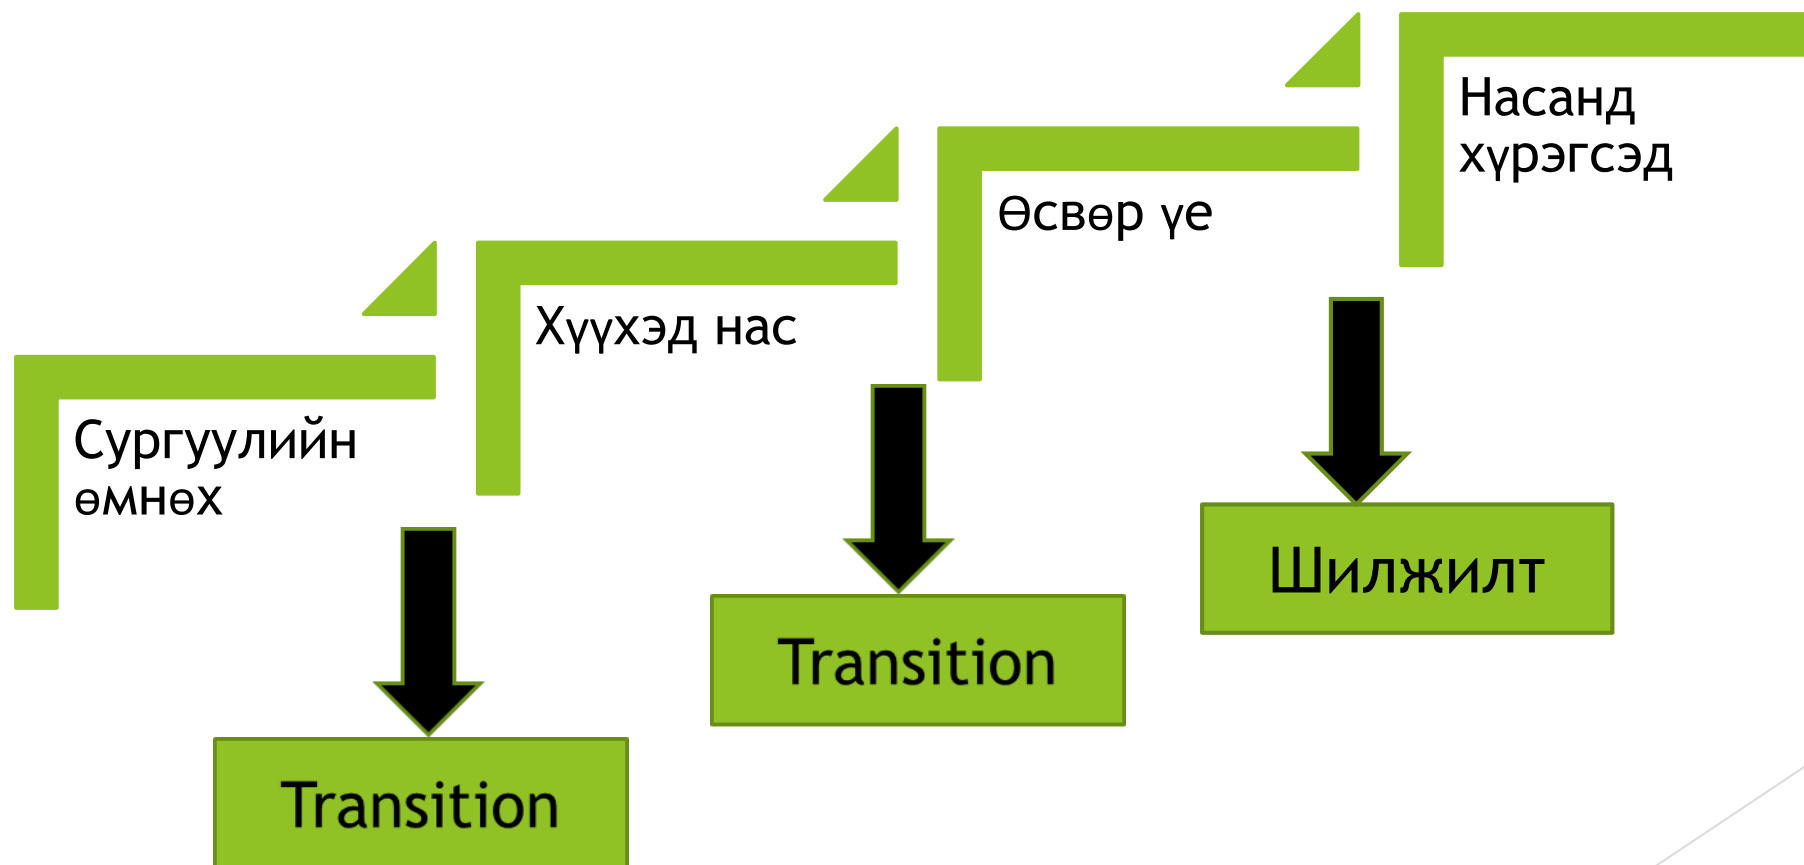 Насанд
хүрэгсэд
Өсвөр үе
Хүүхэд нас
Сургуулийн
өмнөх
Шилжилт
Transition
Transition